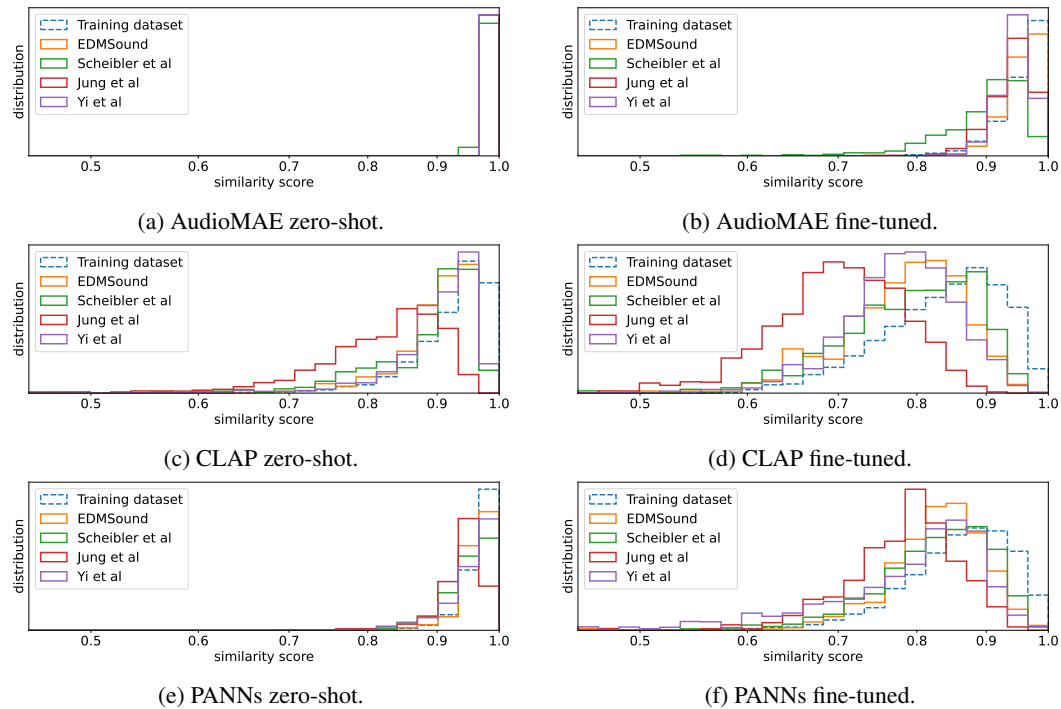 distribution
Training dataset
EDMSound
Scheibler et al
Jung et al
Yi et al
0.5 0.6 0.7 0.8 0.9 1.0
similarity score
(a) AudioMAE zero-shot.
distribution
Training dataset
EDMSound
Scheibler et al
Jung et al
Yi et al
0.5 0.6 0.7 0.8 0.9 1.0
similarity score
(b) AudioMAE fine-tuned.
distribution
Training dataset
EDMSound
Scheibler et al
Jung et al
Yi et al
0.5 0.6 0.7 0.8 0.9 1.0
similarity score
(c) CLAP zero-shot.
distribution
Training dataset
EDMSound
Scheibler et al
Jung et al
Yi et al
0.5 0.6 0.7 0.8 0.9 1.0
similarity score
(d) CLAP fine-tuned.
distribution
Training dataset
EDMSound
Scheibler et al
Jung et al
Yi et al
0.5 0.6 0.7 0.8 0.9 1.0
similarity score
(e) PANNs zero-shot.
distribution
Training dataset
EDMSound
Scheibler et al
Jung et al
Yi et al
0.5 0.6 0.7 0.8 0.9 1.0
similarity score
(f) PANNs fine-tuned.